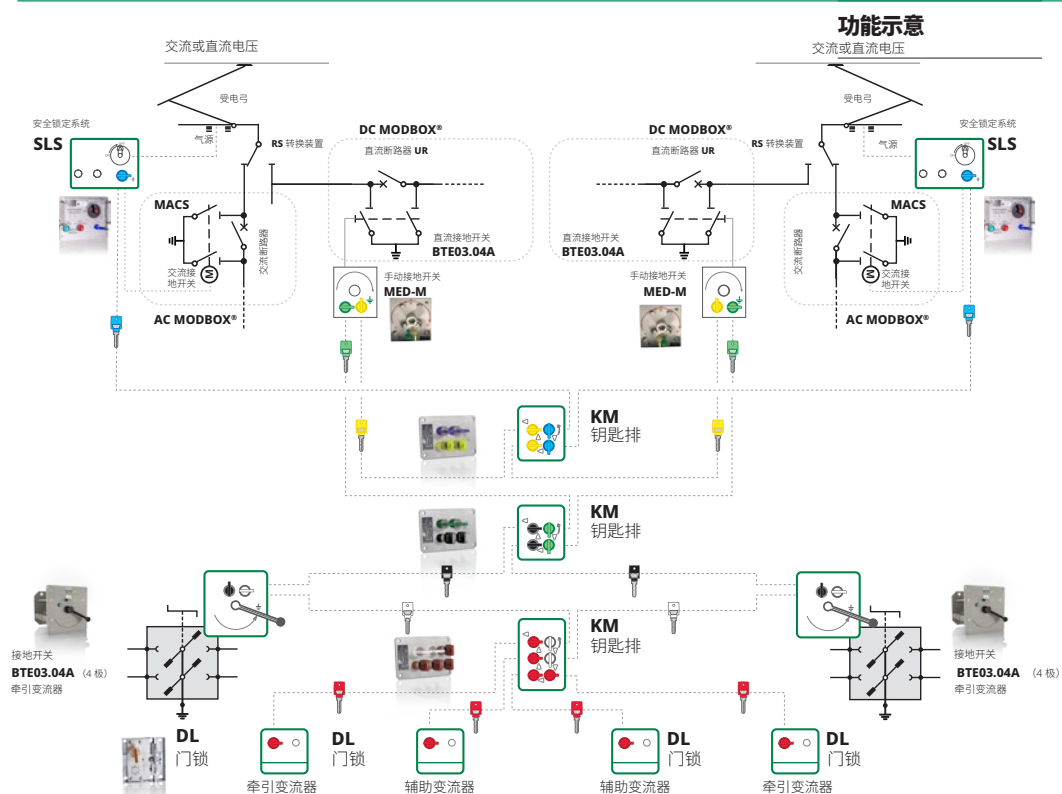 功能示意
交流或直流电压
交流或直流电压
受电弓
受电弓
安全锁定系统
SLS
气源
RS 转换装置
DC MODBOX®
直流断路器 UR
DC MODBOX®
直流断路器 UR
RS 转换装置
气源
安全锁定系统
SLS
MACS
交流断路器
交流接
地开关
M
AC MODBOX®
直流接地开关
BTE03.04A
手动接地开关
MED-M
直流接地开关
BTE03.04A
手动接地开关
MED-M
MACS
交流断路器
交流接
地开关
M
AC MODBOX®
KM
钥匙排
KM
钥匙排
KM
钥匙排
接地开关
BTE03.04A （4 极）
牵引变流器
接地开关
BTE03.04A （4 极）
牵引变流器
DL
门锁
牵引变流器
DL
门锁
辅助变流器
辅助变流器
DL
门锁
牵引变流器
DL
门锁